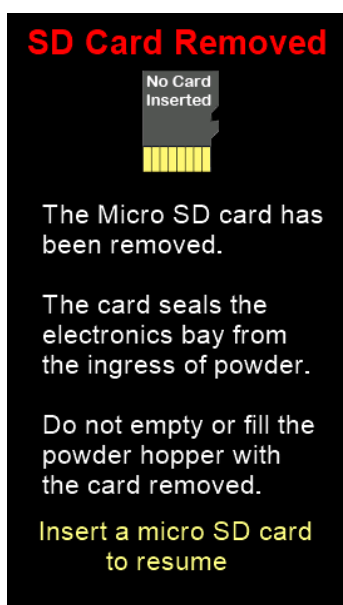 SD Card Removed
No Card
Inserted
The Micro SD card has
been removed.
The card seals the
electronics bay from
the ingress of powder.
Do not empty or fill the
powder hopper with
the card removed.
Insert a micro SD card
to resume